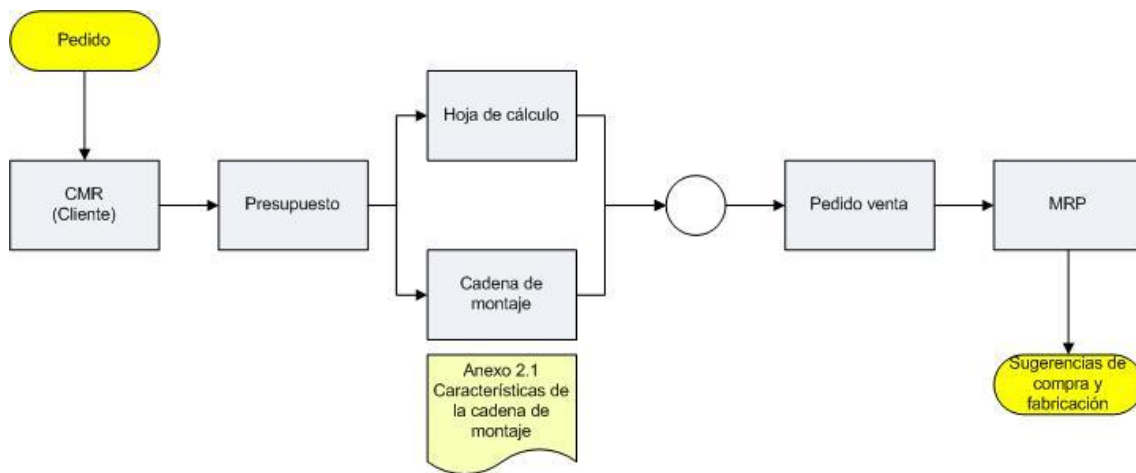 Pedido
CMR
(Cliente)
Presupuesto
Hoja de cálculo
Cadena de
montaje
Anexo 2.1
Características de
la cadena de
montaje
Pedido venta
MRP
Sugerencias de
compra y
fabricación